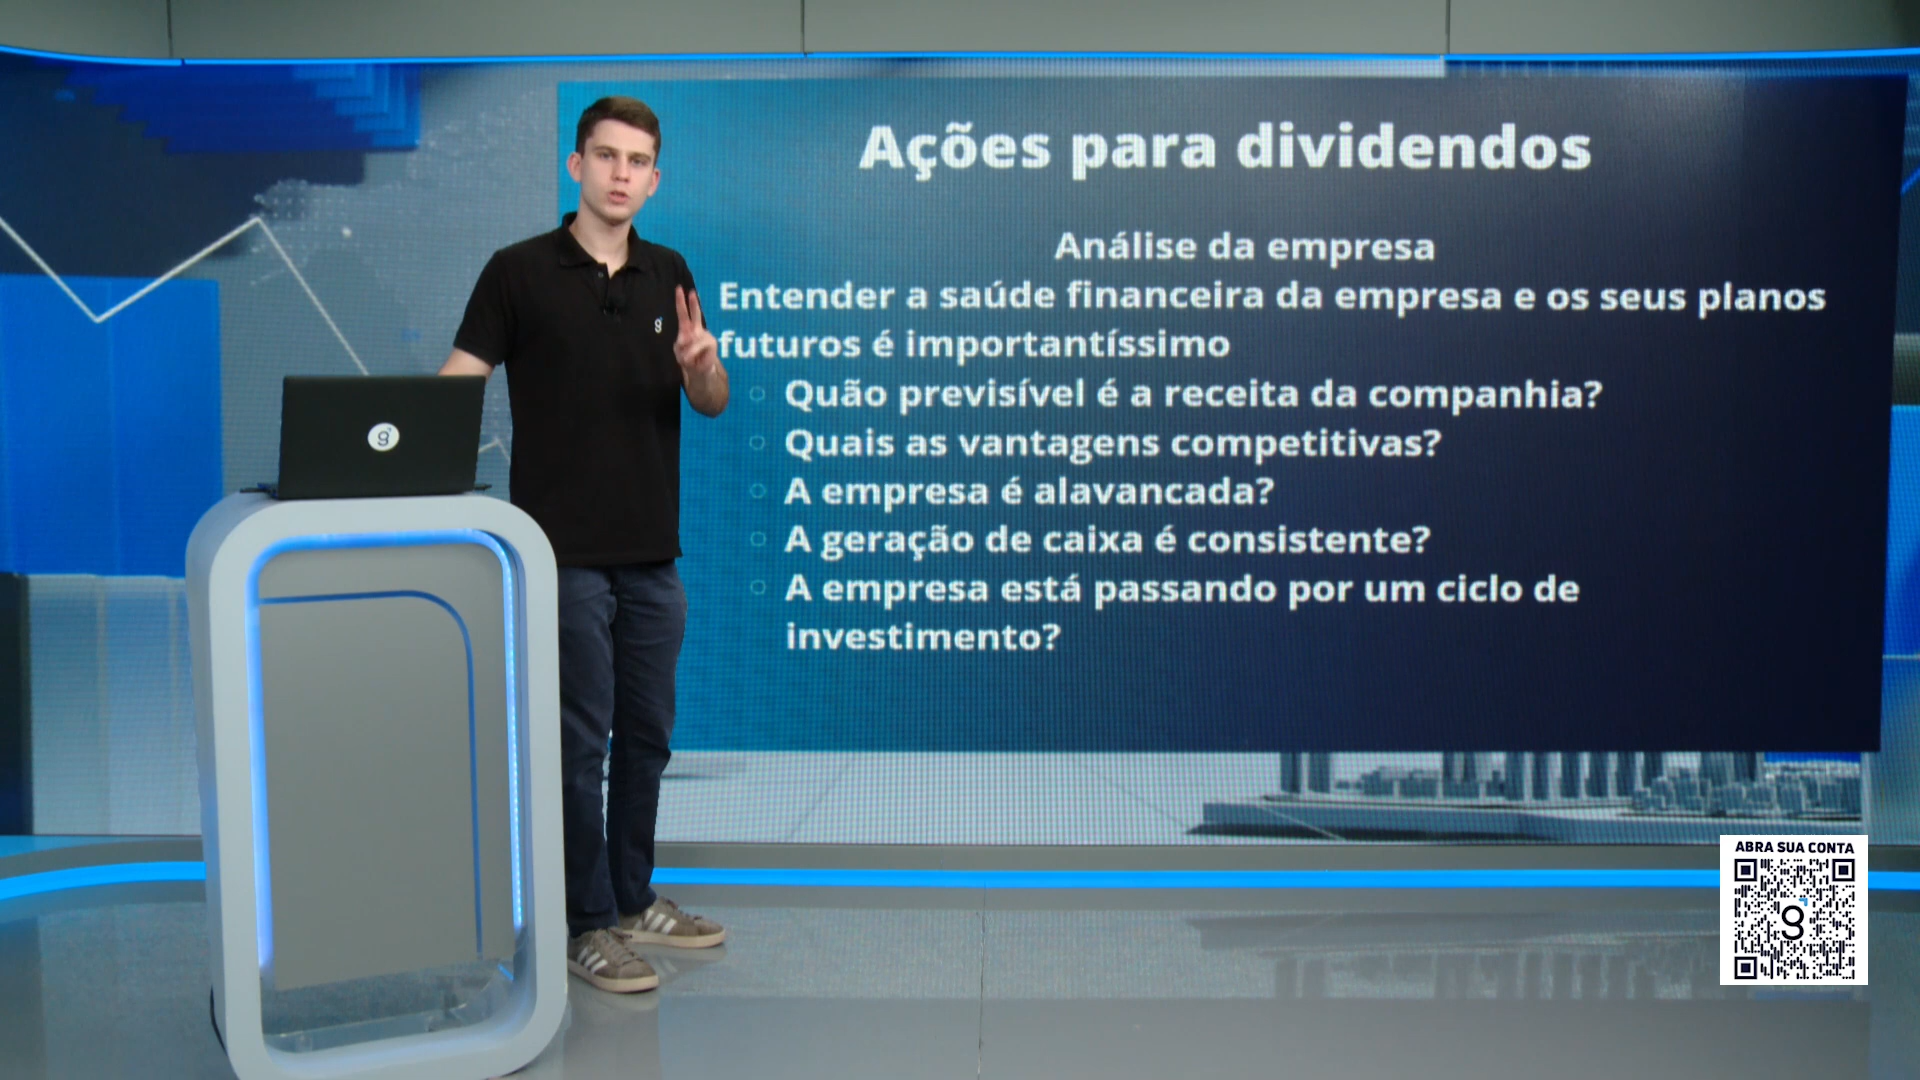 Ações para dividendos
Análise da empresa
Entender a saúde financeira da empresa e os seus planos
futuros é importantíssimo
Quão previsível é a receita da companhia?
Quais as vantagens competitivas?
A empresa é alavancada?
A geração de caixa é consistente?
A empresa está passando por um ciclo de
investimento?
ABRA SUA CONTA